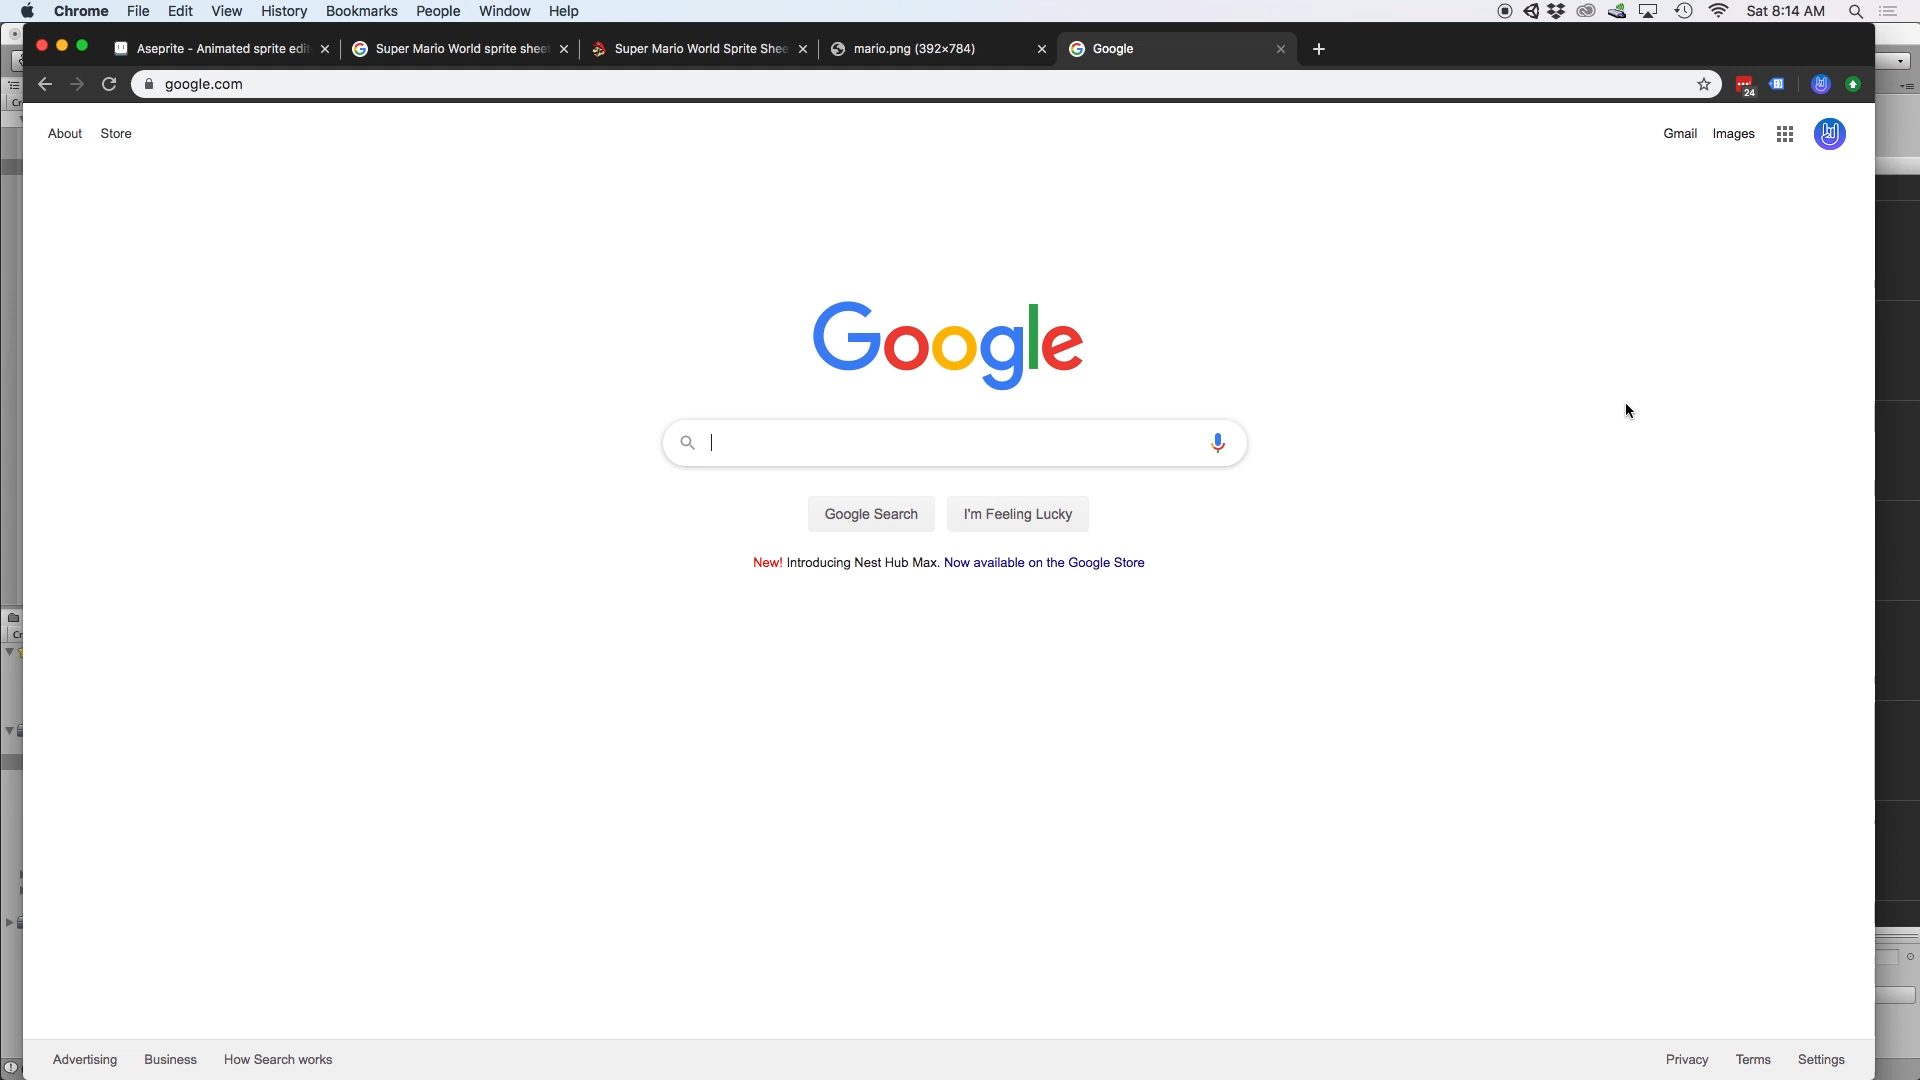 Chrome File Edit View History Bookmarks People Window Help Sat 8:14 AM
Aseprite - Animated sprite edit Super Mario World sprite sheet Super Mario World Sprite Shee mario.png (392×784) Google
google.com 24
About Store Gmail Images
Google
Google Search I'm Feeling Lucky
New! Introducing Nest Hub Max. Now available on the Google Store
Advertising Business How Search works Privacy Terms Settings